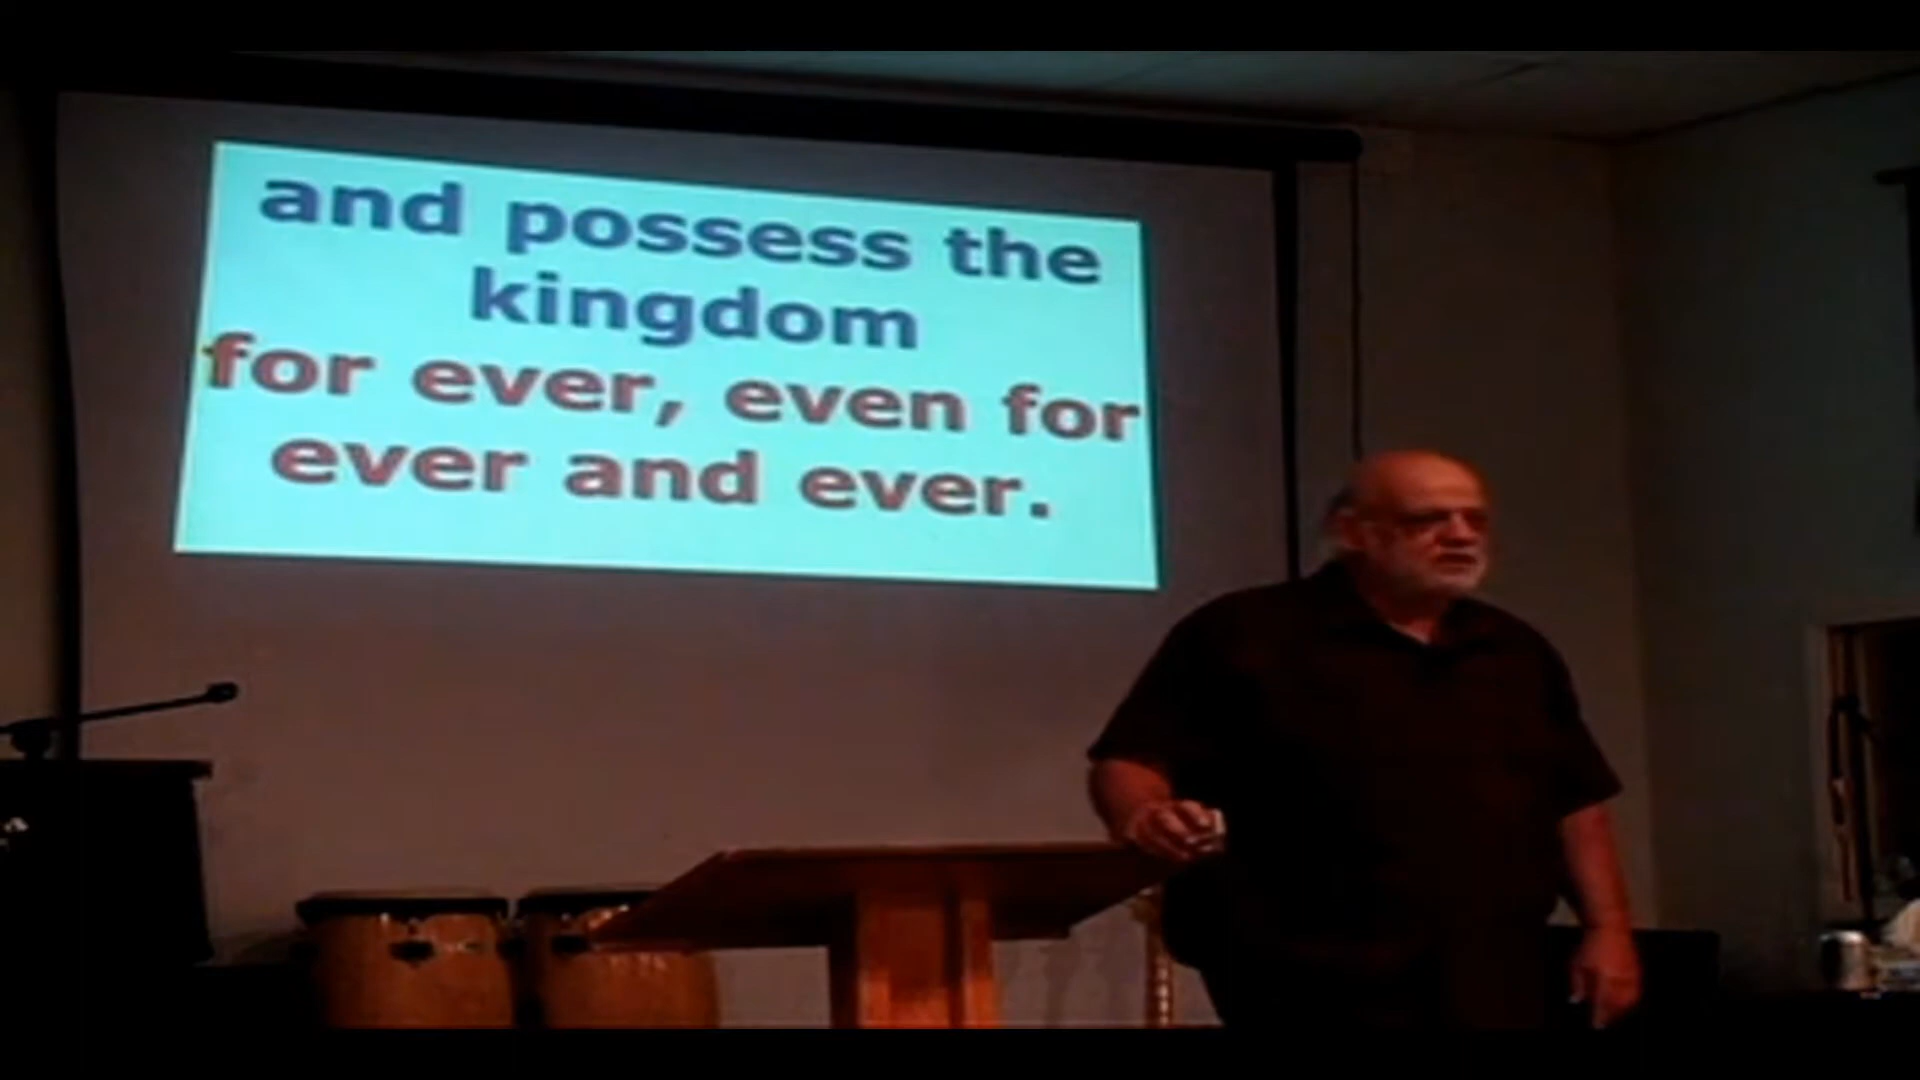 and possess the
kingdom
for ever, even for
ever and ever.